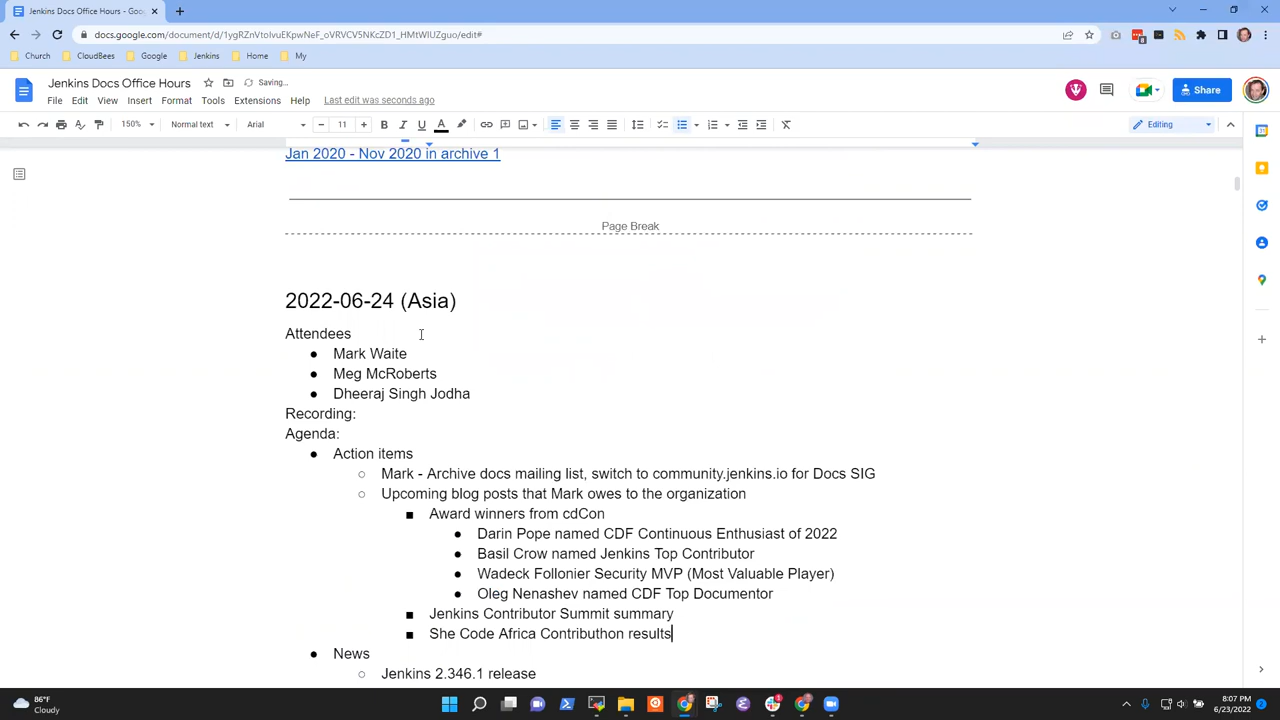 Jenkins Docs Office Hours - Goo
docs.google.com/document/d/1ygRZnVtoIvuEKpwNeF_oVRVCV5NKcZD1_HMtWIUZguo/edit#
Church CloudBees Google Jenkins Home My
Jenkins Docs Office Hours Saving...
File Edit View Insert Format Tools Extensions Help Last edit was seconds ago Share
150% Normal text Arial 11 B I U A Editing
Jan 2020 - Nov 2020 in archive 1
Page Break
2022-06-24 (Asia)
Attendees
● Mark Waite
● Meg McRoberts
● Dheeraj Singh Jodha
Recording:
Agenda:
● Action items
○ Mark - Archive docs mailing list, switch to community.jenkins.io for Docs SIG
○ Upcoming blog posts that Mark owes to the organization
■ Award winners from cdCon
● Darin Pope named CDF Continuous Enthusiast of 2022
● Basil Crow named Jenkins Top Contributor
● Wadeck Follonier Security MVP (Most Valuable Player)
● Oleg Nenashev named CDF Top Documentor
■ Jenkins Contributor Summit summary
■ She Code Africa Contributhon results
● News
○ Jenkins 2.346.1 release
86°F
Cloudy
8:07 PM
6/23/2022